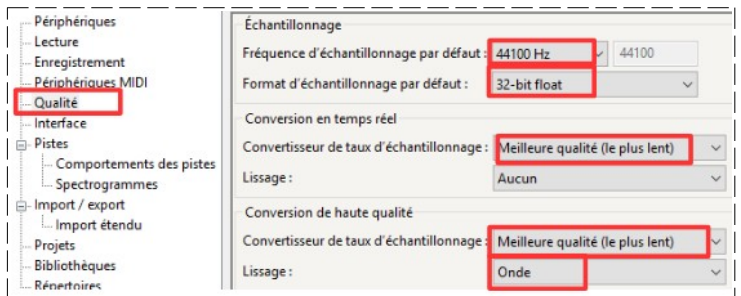 Périphériques
Lecture
Enregistrement
Périphériques MIDI
Qualité
Interface
Pistes
Comportements des pistes
Spectrogrammes
Import / export
Import étendu
Projets
Bibliothèques
Répertoires
Échantillonnage
Fréquence d'échantillonnage par défaut : 44100 Hz 44100
Format d'échantillonnage par défaut : 32-bit float
Conversion en temps réel
Convertisseur de taux d'échantillonnage : Meilleure qualité (le plus lent)
Lissage : Aucun
Conversion de haute qualité
Convertisseur de taux d'échantillonnage : Meilleure qualité (le plus lent)
Lissage : Onde